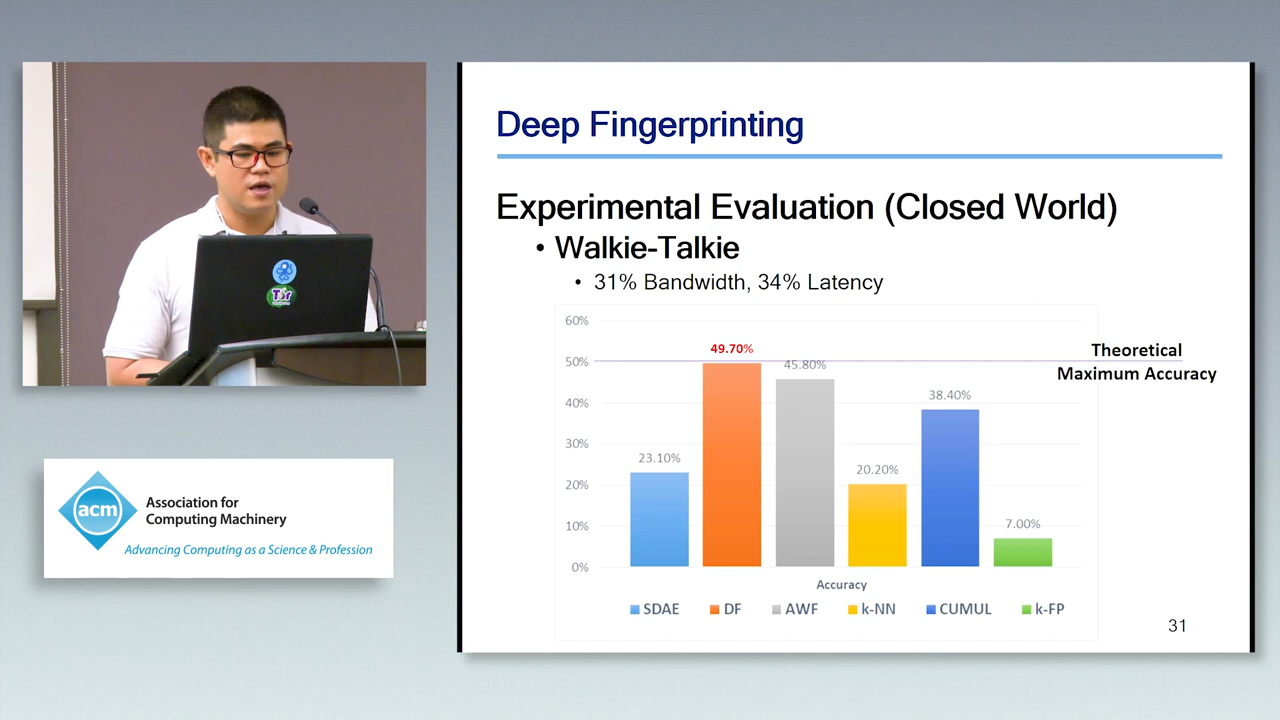 Deep Fingerprinting
Experimental Evaluation (Closed World)
• Walkie-Talkie
• 31% Bandwidth, 34% Latency
60%
50%
40%
30%
20%
10%
0%
23.10%
49.70%
45.80%
20.20%
38.40%
7.00%
Theoretical
Maximum Accuracy
Accuracy
SDAE DF AWF k-NN CUMUL k-FP
31
Tor
acm
Association for
Computing Machinery
Advancing Computing as a Science & Profession